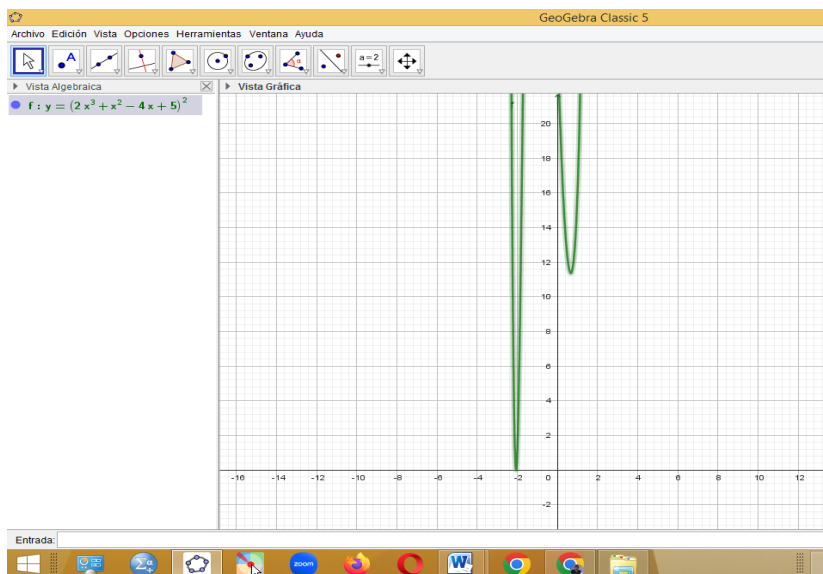 GeoGebra Classic 5
Archivo Edición Vista Opciones Herramientas Ventana Ayuda
A
α
a=2
Vista Algebraica
Vista Gráfica
f : y = (2 x³ + x² − 4 x + 5)²
20
18
16
14
12
10
8
6
4
2
-16 -14 -12 -10 -8 -6 -4 -2 0 2 4 6 8 10 12
-2
Entrada:
Σα
zoom
W